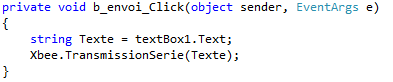 private void b_envoi_Click(object sender, EventArgs e)
{
    string Texte = textBox1.Text;
    Xbee.TransmissionSerie(Texte);
}